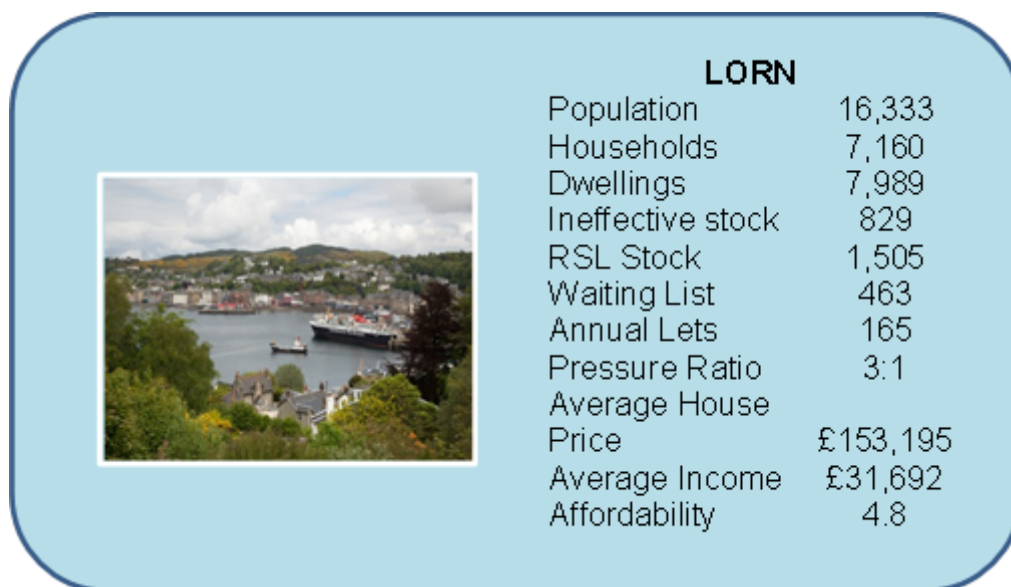 LORN
Population 16,333
Households 7,160
Dwellings 7,989
Ineffective stock 829
RSL Stock 1,505
Waiting List 463
Annual Lets 165
Pressure Ratio 3:1
Average House
Price £153,195
Average Income £31,692
Affordability 4.8